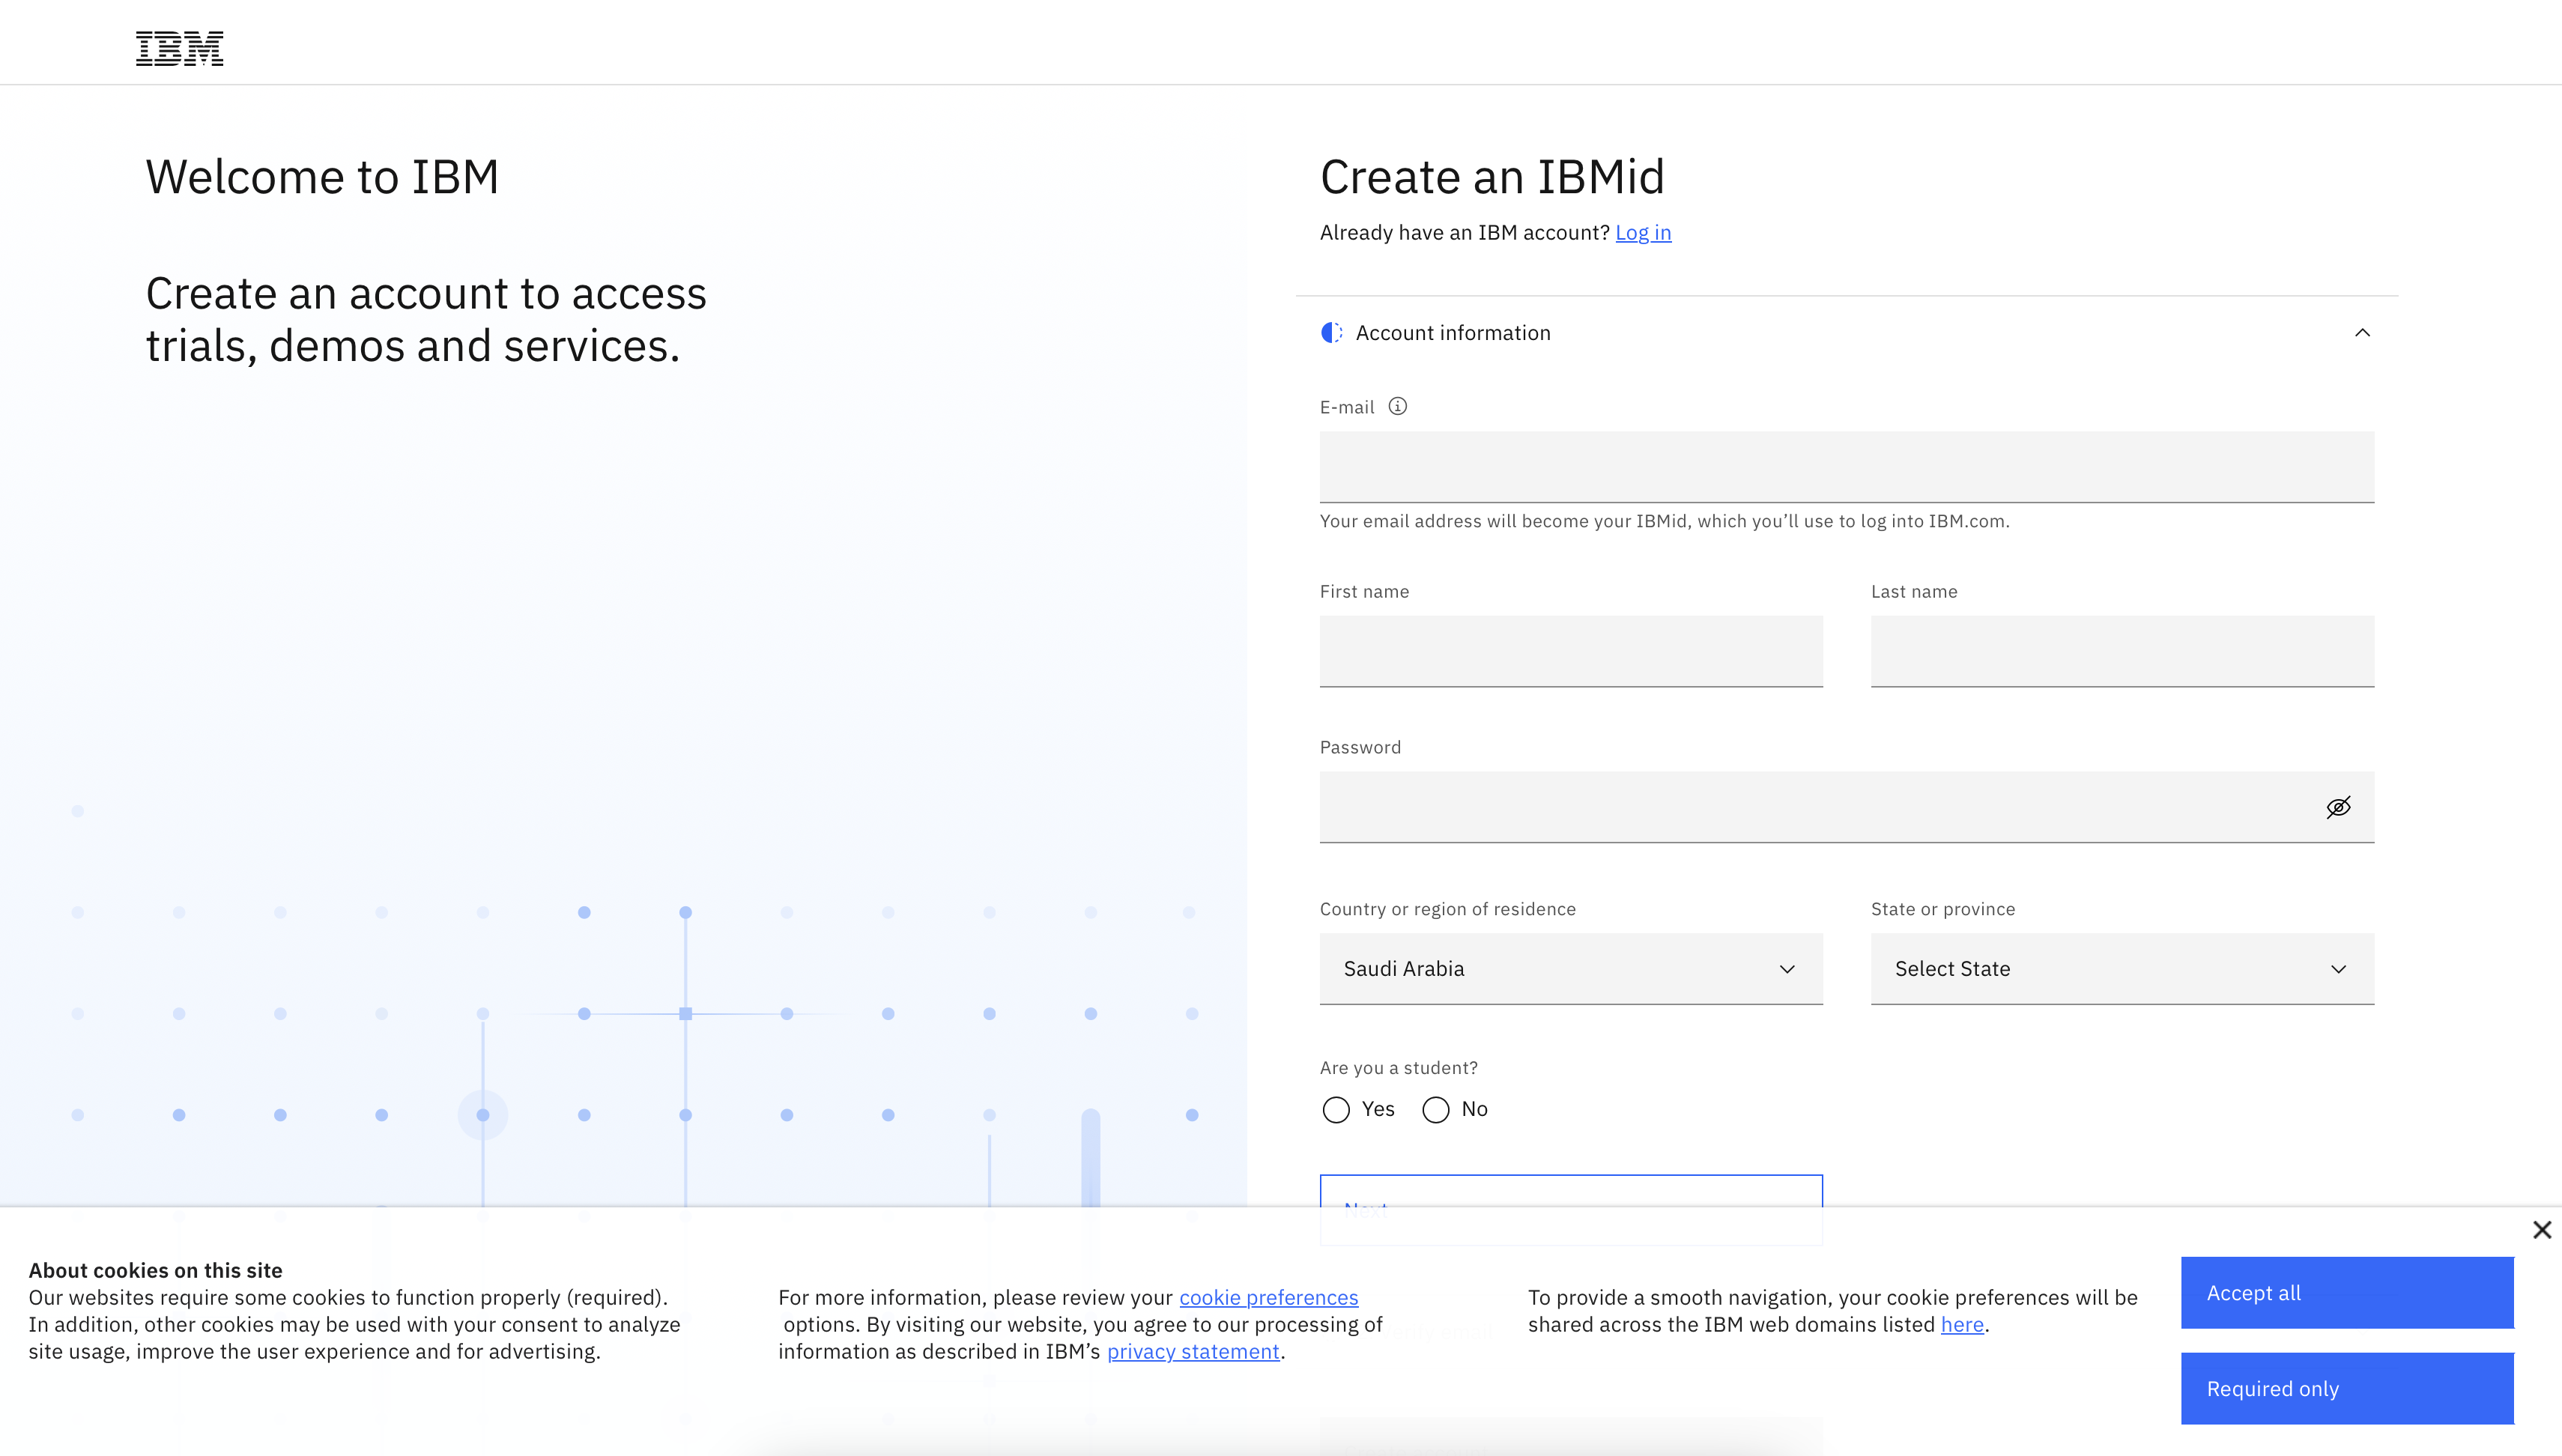 IBM
Welcome to IBM
Create an account to access
trials, demos and services.
Create an IBMid
Already have an IBM account? Log in
Account information
E-mail
Your email address will become your IBMid, which you’ll use to log into IBM.com.
First name
Last name
Password
Country or region of residence
State or province
Saudi Arabia
Select State
Are you a student?
Yes
No
Next
About cookies on this site
Our websites require some cookies to function properly (required).
In addition, other cookies may be used with your consent to analyze
site usage, improve the user experience and for advertising.
For more information, please review your cookie preferences
options. By visiting our website, you agree to our processing of
information as described in IBM’s privacy statement.
To provide a smooth navigation, your cookie preferences will be
shared across the IBM web domains listed here.
Accept all
Required only